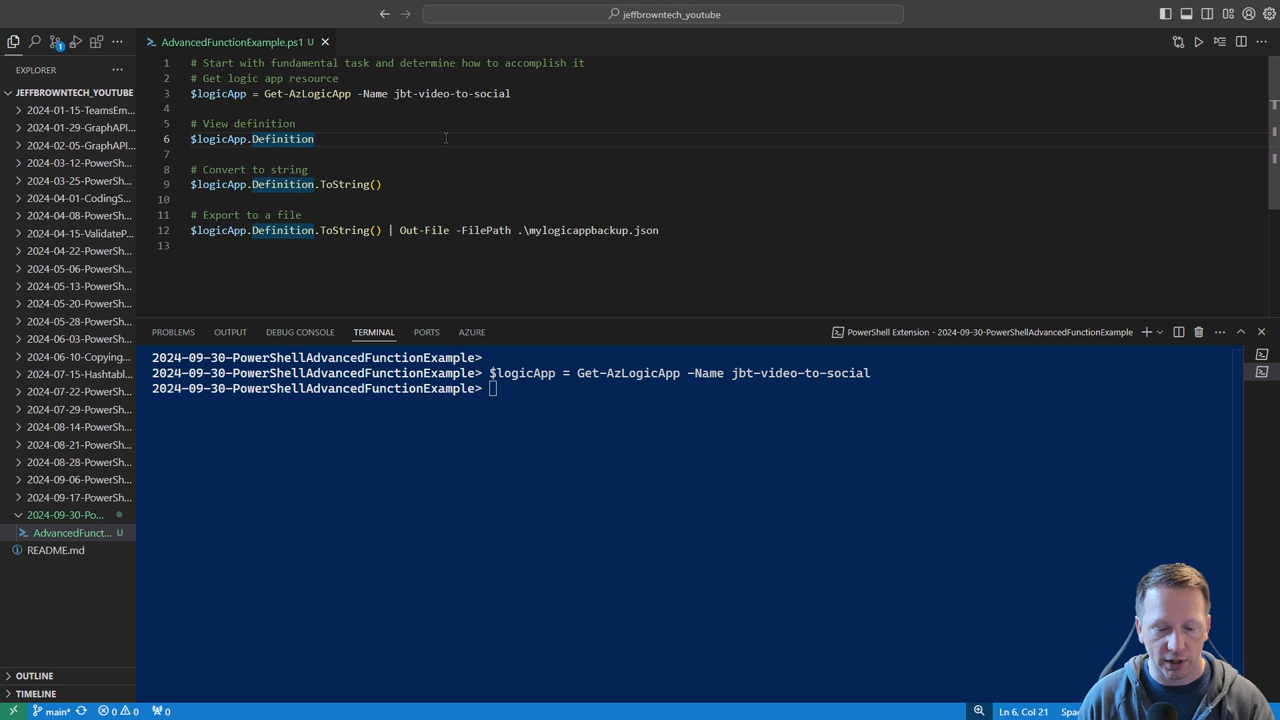 jeffbrowntech_youtube
AdvancedFunctionExample.ps1 U
EXPLORER
JEFFBROWNTECH_YOUTUBE
2024-01-15-TeamsEm...
2024-01-29-GraphAPI...
2024-02-05-GraphAPI...
2024-03-12-PowerSh...
2024-03-25-PowerSh...
2024-04-01-CodingS...
2024-04-08-PowerSh...
2024-04-15-ValidateP...
2024-04-22-PowerSh...
2024-05-06-PowerSh...
2024-05-13-PowerSh...
2024-05-20-PowerSh...
2024-05-28-PowerSh...
2024-06-03-PowerSh...
2024-06-10-Copying...
2024-07-15-Hashtabl...
2024-07-22-PowerSh...
2024-07-29-PowerSh...
2024-08-14-PowerSh...
2024-08-21-PowerSh...
2024-08-28-PowerSh...
2024-09-06-PowerSh...
2024-09-17-PowerSh...
2024-09-30-Po...
AdvancedFunct... U
README.md
OUTLINE
TIMELINE
1 # Start with fundamental task and determine how to accomplish it
2 # Get logic app resource
3 $logicApp = Get-AzLogicApp -Name jbt-video-to-social
4
5 # View definition
6 $logicApp.Definition
7
8 # Convert to string
9 $logicApp.Definition.ToString()
10
11 # Export to a file
12 $logicApp.Definition.ToString() | Out-File -FilePath .\mylogicappbackup.json
13
PROBLEMS OUTPUT DEBUG CONSOLE TERMINAL PORTS AZURE
PowerShell Extension - 2024-09-30-PowerShellAdvancedFunctionExample
2024-09-30-PowerShellAdvancedFunctionExample>
2024-09-30-PowerShellAdvancedFunctionExample> $logicApp = Get-AzLogicApp -Name jbt-video-to-social
2024-09-30-PowerShellAdvancedFunctionExample>
main* 0 0 0 Ln 6, Col 21